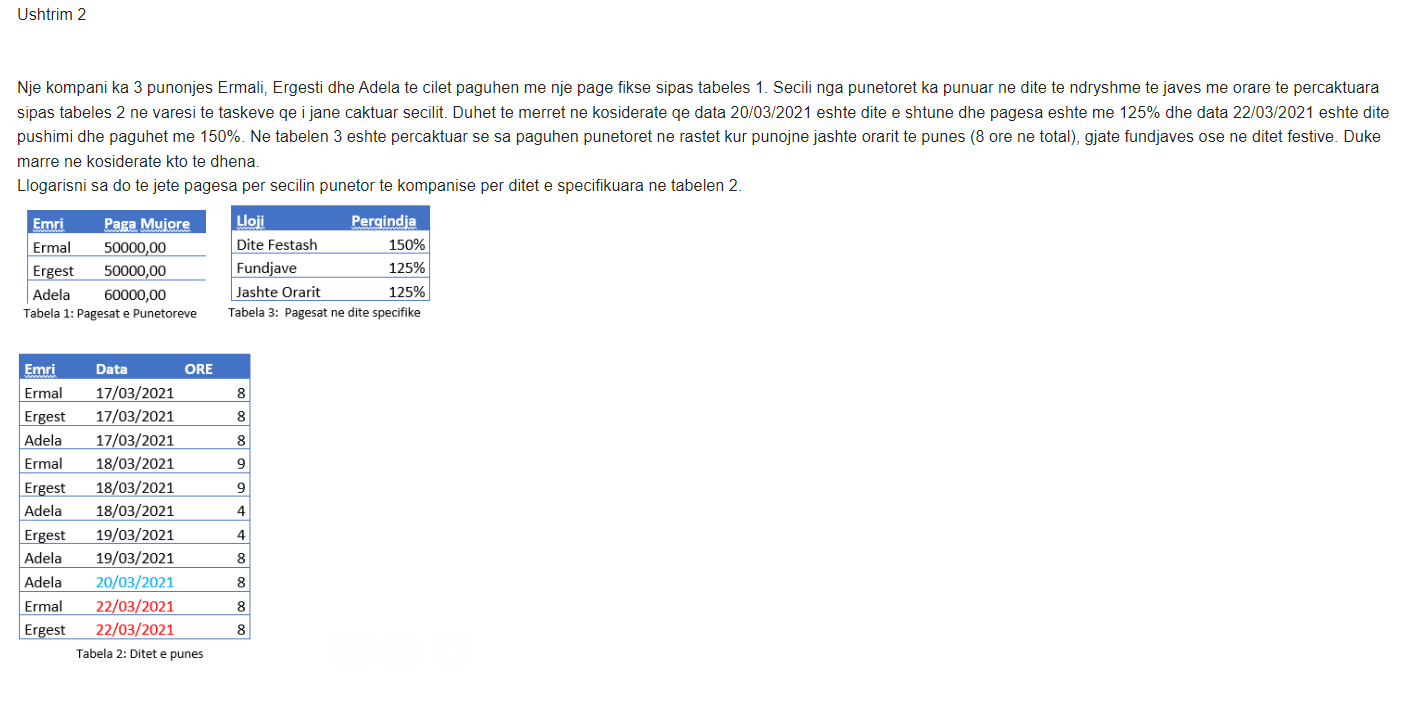 Ushtrim 2
Nje kompani ka 3 punonjes Ermali, Ergesti dhe Adela te cilet paguhen me nje page fikse sipas tabeles 1. Secili nga punetoret ka punuar ne dite te ndryshme te javes me orare te percaktuara
sipas tabeles 2 ne varesi te taskeve qe i jane caktuar secilit. Duhet te merret ne kosiderate qe data 20/03/2021 eshte dite e shtune dhe pagesa eshte me 125% dhe data 22/03/2021 eshte dite
pushimi dhe paguhet me 150%. Ne tabelen 3 eshte percaktuar se sa paguhen punetoret ne rastet kur punojne jashte orarit te punes (8 ore ne total), gjate fundjaves ose ne ditet festive. Duke
marre ne kosiderate kto te dhena.
Llogarisni sa do te jete pagesa per secilin punetor te kompanise per ditet e specifikuara ne tabelen 2.
Emri Paga Mujore
Ermal 50000,00
Ergest 50000,00
Adela 60000,00
Tabela 1: Pagesat e Punetoreve
Lloji Perqindja
Dite Festash 150%
Fundjave 125%
Jashte Orarit 125%
Tabela 3: Pagesat ne dite specifike
Emri Data ORE
Ermal 17/03/2021 8
Ergest 17/03/2021 8
Adela 17/03/2021 8
Ermal 18/03/2021 9
Ergest 18/03/2021 9
Adela 18/03/2021 4
Ergest 19/03/2021 4
Adela 19/03/2021 8
Adela 20/03/2021 8
Ermal 22/03/2021 8
Ergest 22/03/2021 8
Tabela 2: Ditet e punes